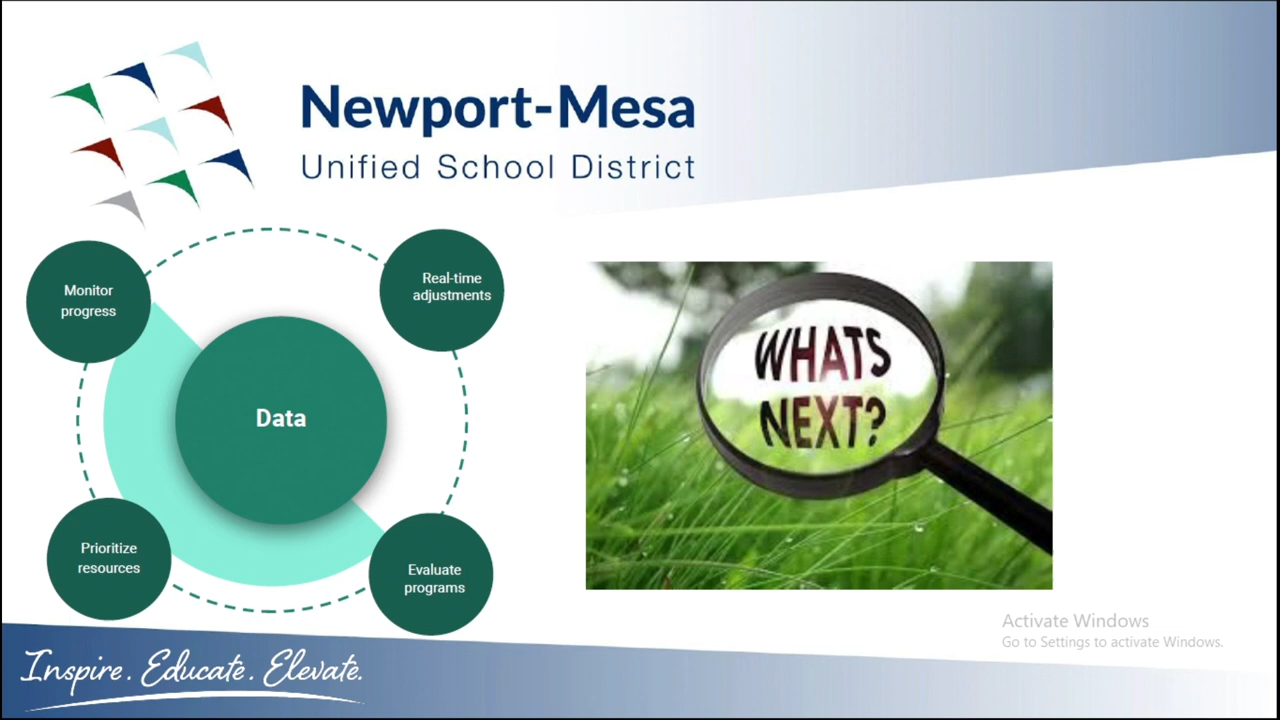 Newport-Mesa
Unified School District
Monitor
progress
Real-time
adjustments
Data
Prioritize
resources
Evaluate
programs
WHATS
NEXT?
Activate Windows
Go to Settings to activate Windows.
Inspire. Educate. Elevate.